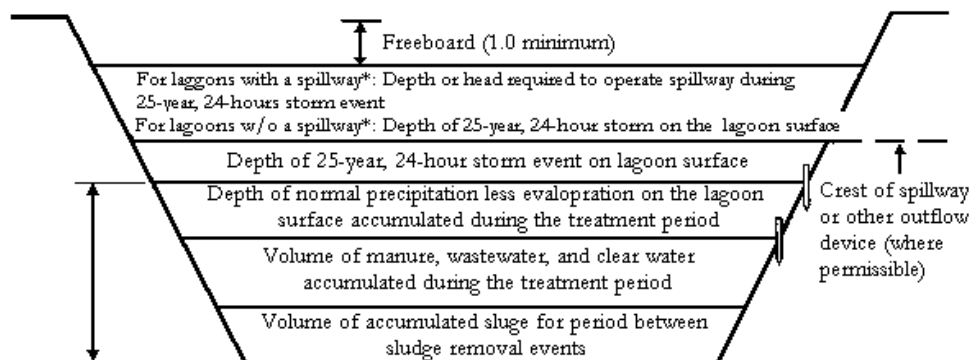 Freeboard (1.0 minimum)
For laggons with a spillway*: Depth or head required to operate spillway during
25-year, 24-hours storm event
For lagoons w/o a spillway*: Depth of 25-year, 24-hour storm on the lagoon surface
Depth of 25-year, 24-hour storm event on lagoon surface
Depth of normal precipitation less evalopration on the lagoon
surface accumulated during the treatment period
Volume of manure, wastewater, and clear water
accumulated during the treatment period
Volume of accumulated sluge for period between
sludge removal events
Crest of spillway
or other outflow
device (where
permissible)